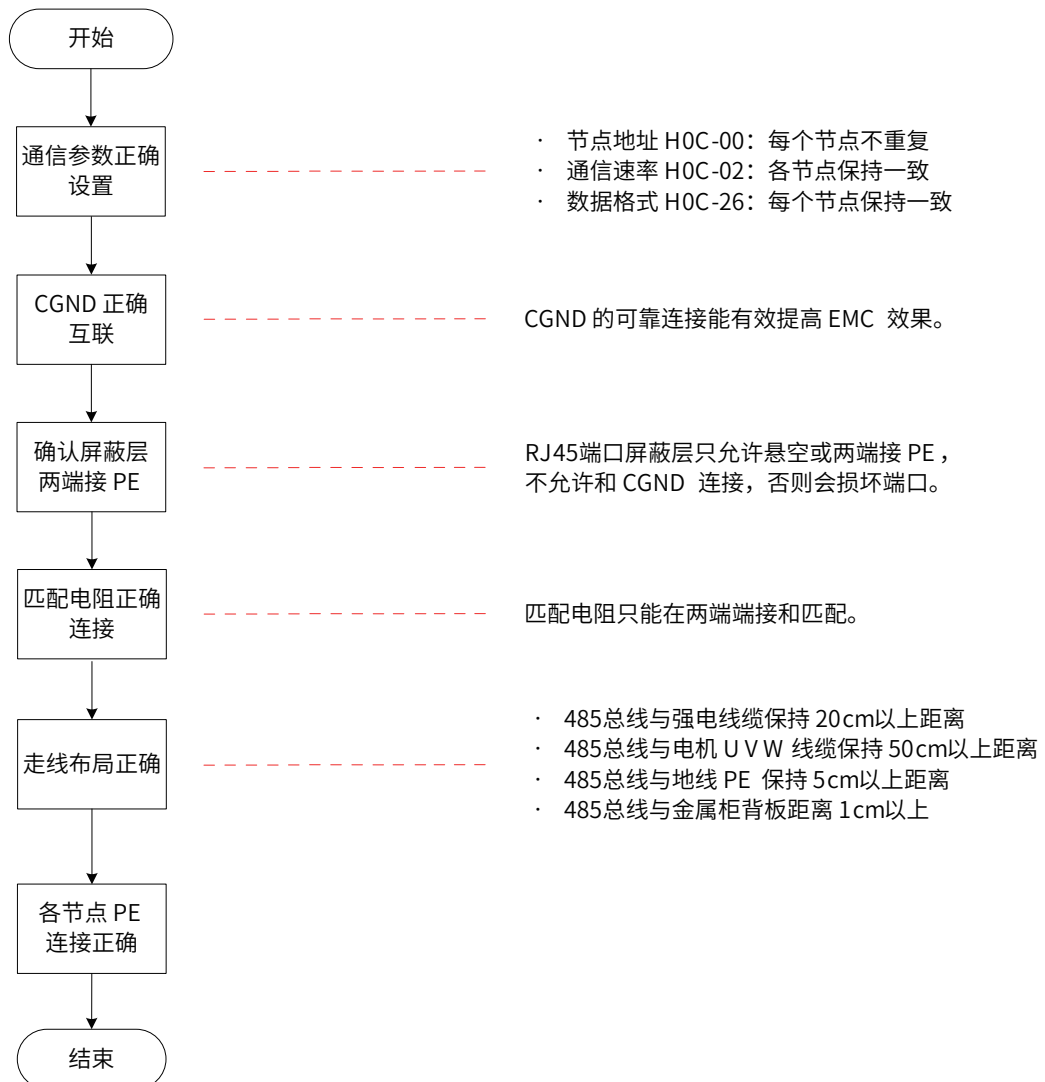 开始
通信参数正确
设置
· 节点地址 H0C-00：每个节点不重复
· 通信速率 H0C-02：各节点保持一致
· 数据格式 H0C-26：每个节点保持一致
CGND 正确
互联
CGND 的可靠连接能有效提高 EMC 效果。
确认屏蔽层
两端接 PE
RJ45端口屏蔽层只允许悬空或两端接 PE，
不允许和 CGND 连接，否则会损坏端口。
匹配电阻正确
连接
匹配电阻只能在两端端接和匹配。
走线布局正确
· 485总线与强电线缆保持 20cm以上距离
· 485总线与电机 U V W 线缆保持 50cm以上距离
· 485总线与地线 PE 保持 5cm以上距离
· 485总线与金属柜背板距离 1cm以上
各节点 PE
连接正确
结束